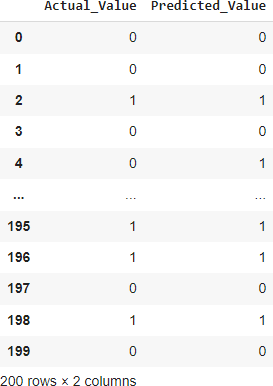 Actual_Value Predicted_Value
0 0 0
1 0 0
2 1 1
3 0 0
4 0 1
... ... ...
195 1 1
196 1 1
197 0 0
198 1 1
199 0 0
200 rows × 2 columns